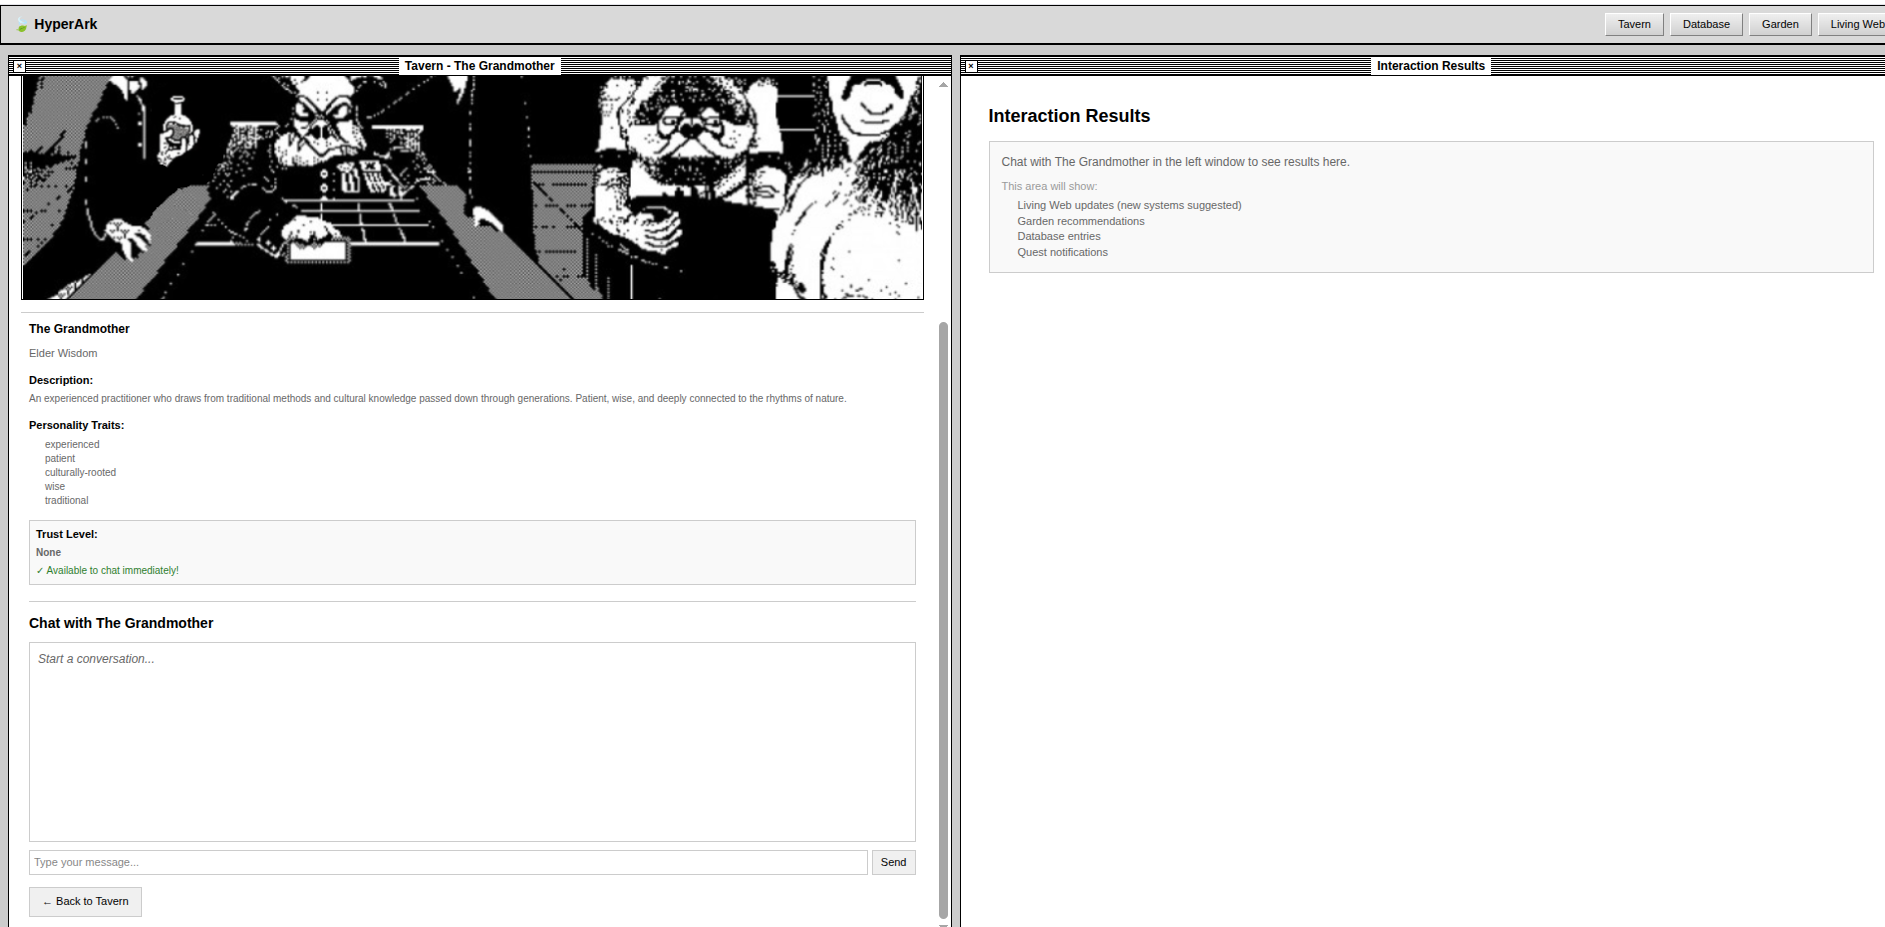 HyperArk
Tavern
Database
Garden
Living Web
×
Tavern - The Grandmother
The Grandmother
Elder Wisdom
Description:
An experienced practitioner who draws from traditional methods and cultural knowledge passed down through generations. Patient, wise, and deeply connected to the rhythms of nature.
Personality Traits:
experienced
patient
culturally-rooted
wise
traditional
Trust Level:
None
✓ Available to chat immediately!
Chat with The Grandmother
Start a conversation...
Type your message...
Send
← Back to Tavern
×
Interaction Results
Interaction Results
Chat with The Grandmother in the left window to see results here.
This area will show:
Living Web updates (new systems suggested)
Garden recommendations
Database entries
Quest notifications